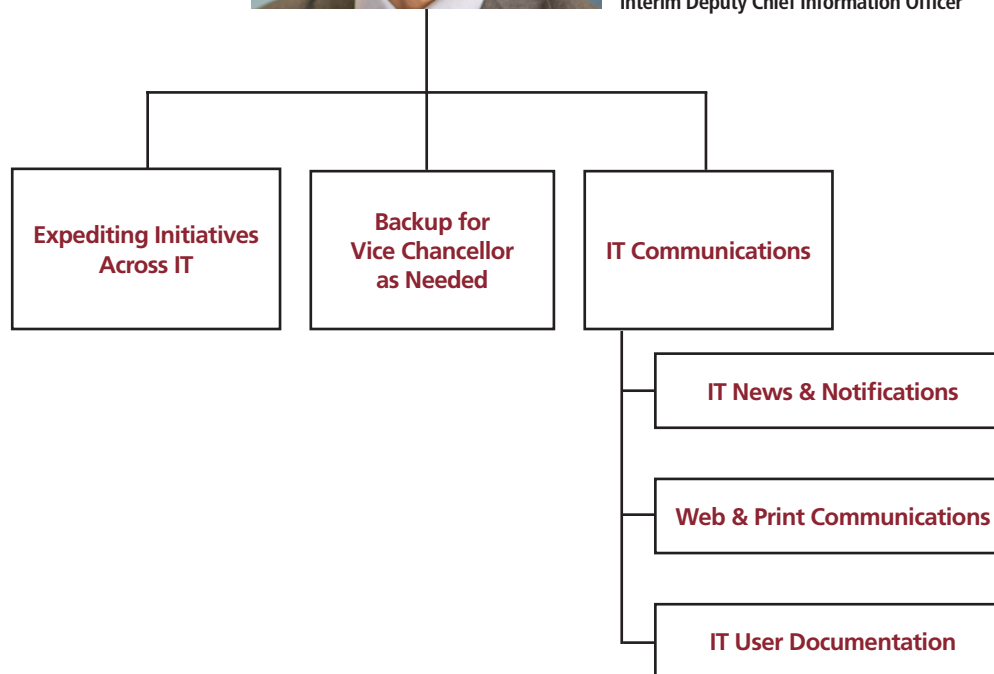 Interim Deputy Chief Information Officer
Expediting Initiatives
Across IT
Backup for
Vice Chancellor
as Needed
IT Communications
IT News & Notifications
Web & Print Communications
IT User Documentation